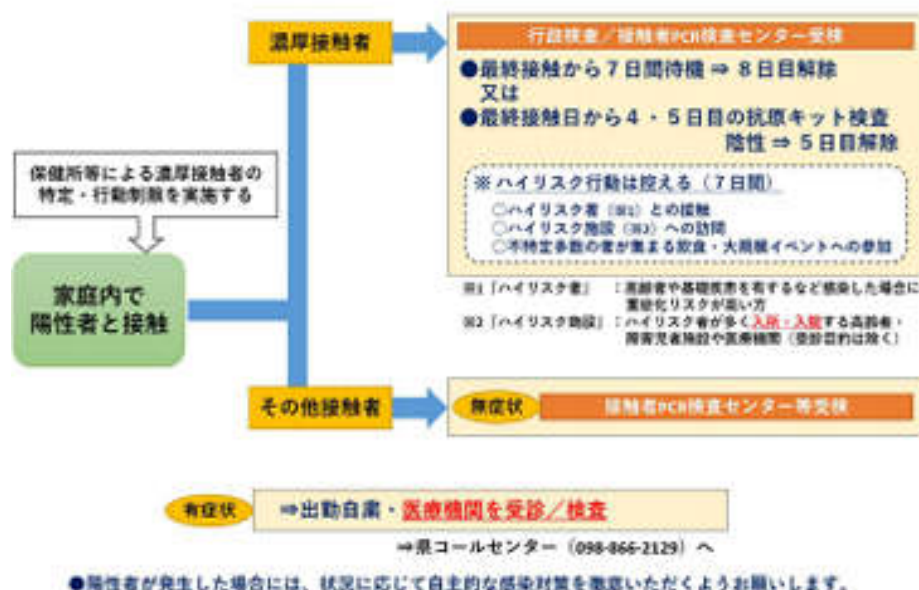 濃厚接触者
行政検査／接触者PCR検査センター受検
●最終接触から７日間待機 ⇒ ８日目解除
又は
●最終接触日から４・５日目の抗原キット検査
陰性 ⇒ ５日目解除
※ ハイリスク行動は控える（７日間）
○ハイリスク者（※1）との接触
○ハイリスク施設（※2）への訪問
○不特定多数の者が集まる飲食・大規模イベントへの参加
※1「ハイリスク者」 ：高齢者や基礎疾患を有するなど感染した場合に
重症化リスクが高い方
※2「ハイリスク施設」：ハイリスク者が多く入所・入院する高齢者・
障害児者施設や医療機関（受診目的は除く）
保健所等による濃厚接触者の
特定・行動制限を実施する
家庭内で
陽性者と接触
その他接触者
無症状
接触者PCR検査センター等受検
有症状
⇒出勤自粛・医療機関を受診／検査
⇒県コールセンター（098-866-2129）へ
●陽性者が発生した場合には、状況に応じて自主的な感染対策を徹底いただくようお願いします。